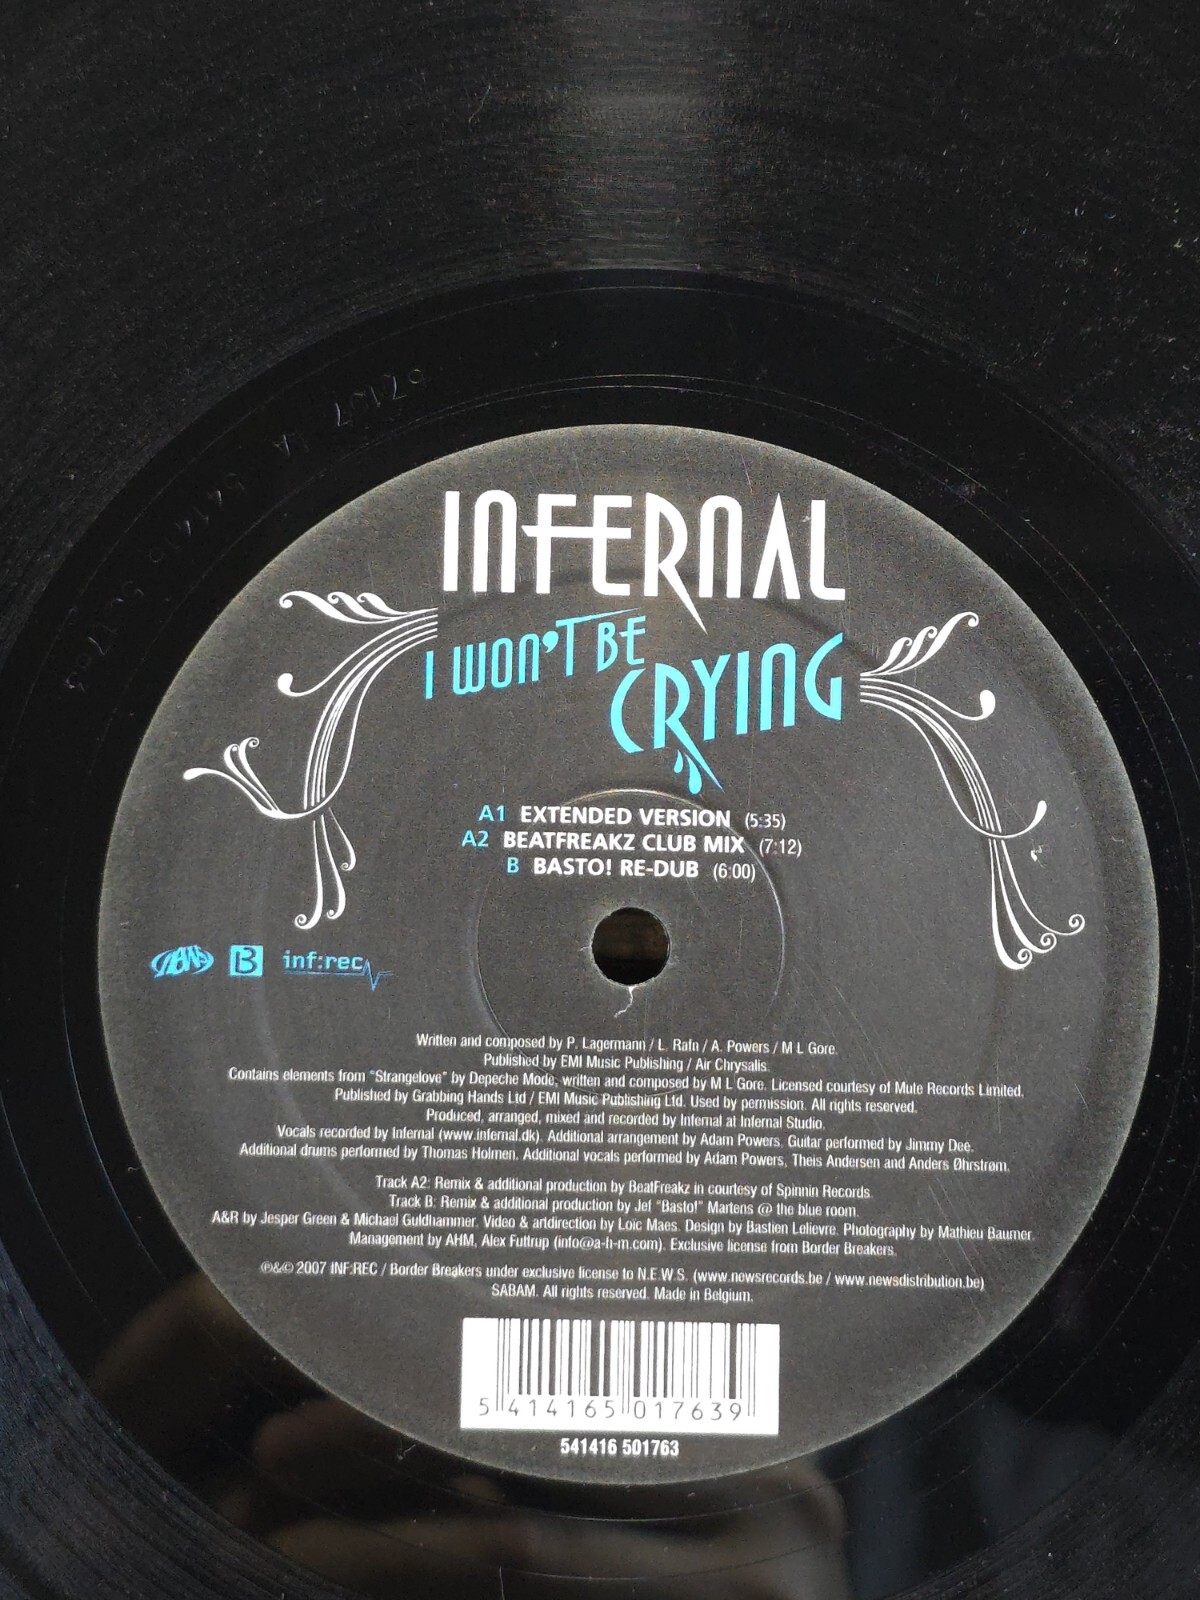 INFERNAL
I WON'T BE
CRYING
A1 EXTENDED VERSION (5:35)
A2 BEATFREAKZ CLUB MIX (7:12)
B BASTO! RE-DUB (6:00)
NEWS B inf:rec
Written and composed by P. Lagermann / L. Rafn / A. Powers / M L Gore.
Published by EMI Music Publishing / Air Chrysalis.
Contains elements from "Strangelove" by Depeche Mode; written and composed by M L Gore. Licensed courtesy of Mute Records Limited.
Published by Grabbing Hands Ltd / EMI Music Publishing Ltd. Used by permission. All rights reserved.
Produced, arranged, mixed and recorded by Infernal at Infernal Studio.
Vocals recorded by Infernal (www.infernal.dk). Additional arrangement by Adam Powers. Guitar performed by Jimmy Dee.
Additional drums performed by Thomas Holmen. Additional vocals performed by Adam Powers, Theis Andersen and Anders Øhrstrøm.
Track A2: Remix & additional production by BeatFreakz in courtesy of Spinnin Records.
Track B: Remix & additional production by Jef "Basto!" Martens @ the blue room.
A&R by Jesper Green & Michael Guldhammer. Video & artdirection by Loïc Maes. Design by Bastien Lelievre. Photography by Mathieu Baumer.
Management by AHM, Alex Futtrup (info@a-h-m.com). Exclusive license from Border Breakers.
℗&© 2007 INF:REC / Border Breakers under exclusive license to N.E.W.S. (www.newsrecords.be / www.newsdistribution.be)
SABAM. All rights reserved. Made in Belgium.
5 414165 017639
541416 501763